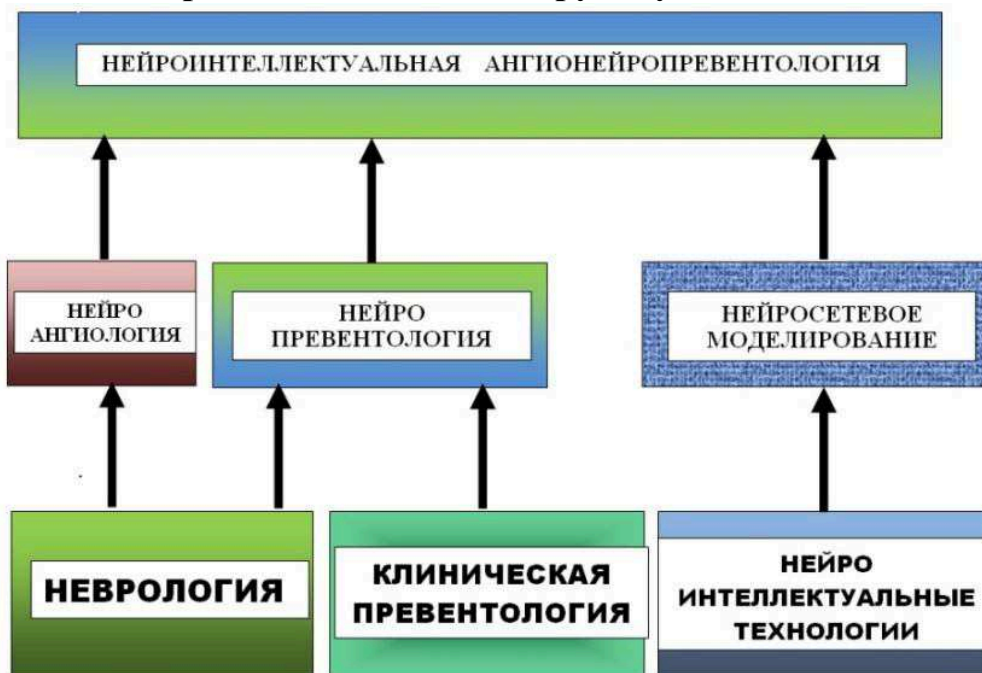 НЕЙРОИНТЕЛЛЕКТУАЛЬНАЯ АНГИОНЕЙРОПРЕВЕНТОЛОГИЯ
НЕЙРО
АНГИОЛОГИЯ
НЕЙРО
ПРЕВЕНТОЛОГИЯ
НЕЙРОСЕТЕВОЕ
МОДЕЛИРОВАНИЕ
НЕВРОЛОГИЯ
КЛИНИЧЕСКАЯ
ПРЕВЕНТОЛОГИЯ
НЕЙРО
ИНТЕЛЛЕКТУАЛЬНЫЕ
ТЕХНОЛОГИИ